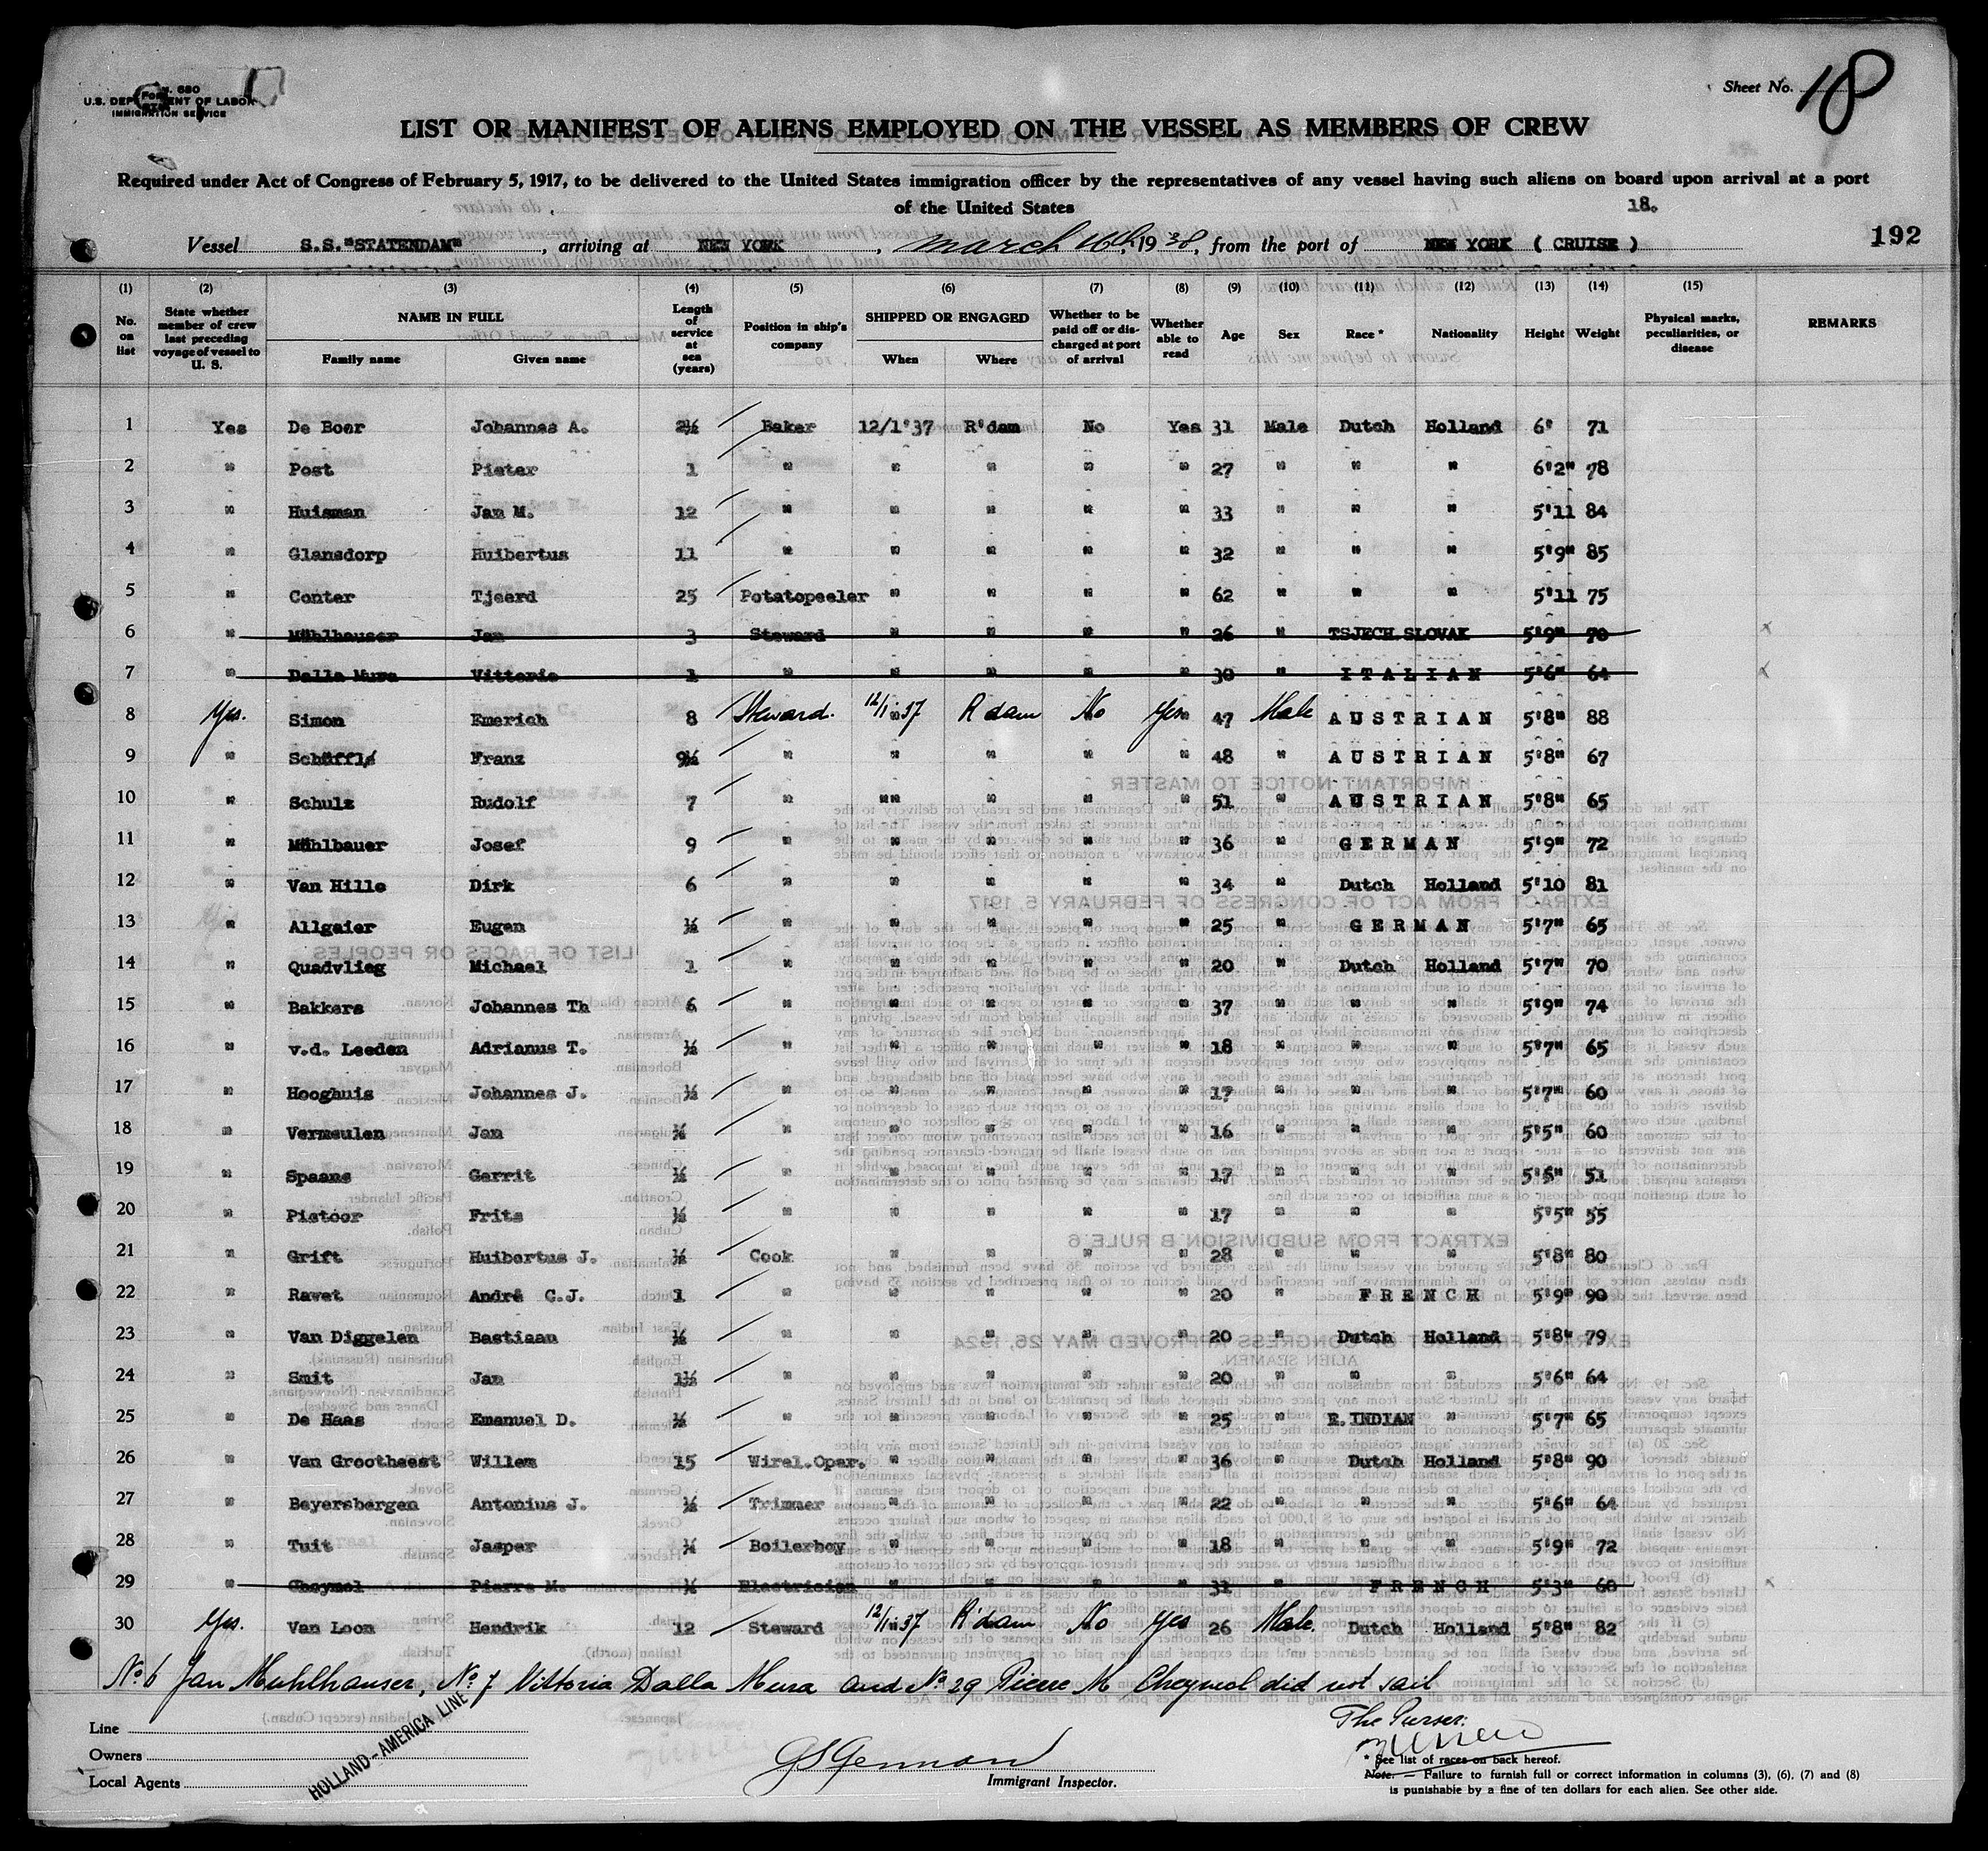 Form 680
U.S. DEPARTMENT OF LABOR
IMMIGRATION SERVICE
Sheet No. 18
LIST OR MANIFEST OF ALIENS EMPLOYED ON THE VESSEL AS MEMBERS OF CREW
Required under Act of Congress of February 5, 1917, to be delivered to the United States immigration officer by the representatives of any vessel having such aliens on board upon arrival at a port
of the United States
18.
Vessel S.S."STATENDAM", arriving at NEW YORK, March 16th, 1938, from the port of NEW YORK ( CRUISE )
192
(1) (2) (3) (4) (5) (6) (7) (8) (9) (10) (11) (12) (13) (14) (15)
No. on list State whether member of crew last preceding voyage of vessel to U. S. NAME IN FULL Family name Given name Length of service at sea (years) Position in ship's company SHIPPED OR ENGAGED When Where Whether to be paid off or discharged at port of arrival Whether able to read Age Sex Race * Nationality Height Weight Physical marks, peculiarities, or disease REMARKS
1 Yes De Boer Johannes A. 2½ Baker 12/1'37 R'dam No Yes 31 Male Dutch Holland 6' 71
2 " Post Pieter 1 " " " " " 27 " " " 6'2" 78
3 " Huisman Jan M. 12 " " " " " 33 " " " 5'11 84
4 " Glansdorp Huibertus 11 " " " " " 32 " " " 5'9" 85
5 " Conter Tjeerd 25 Potatopeeler " " " " 62 " " " 5'11 75
6 " Mühlhauser Jan 3 Steward " " " " 26 " TSJECH.SLOVAK 5'9" 70
7 " Dalla Mura Vittorio 1 " " " " " 30 " ITALIAN 5'6" 64
8 Yes. Simon Emerich 8 Steward. 12/1"37 R'dam No Yes 47 Male AUSTRIAN 5'8" 88
9 " Schüffl Franz 9½ " " " " " 48 " AUSTRIAN 5'8" 67
10 " Schulz Rudolf 7 " "" " " " 51 " AUSTRIAN 5'8" 65
11 " Mühlbauer Josef 9 " " " " " 36 " GERMAN 5'9" 72
12 " Van Hille Dirk 6 " " " " " 34 " Dutch Holland 5'10 81
13 " Allgaier Eugen ½ " " " " " 25 " GERMAN 5'7" 65
14 " Quadvlieg Michael 1 " " " " " 20 " Dutch Holland 5'7" 70
15 " Bakkers Johannes Th 6 " " " " " 37 " " " 5'9" 74
16 " v.d. Leeden Adrianus T. ½ " " " " " 18 " " " 5'7" 65
17 " Hooghuis Johannes J. ½ " " " " " 17 " " " 5'7" 60
18 " Vermeulen Jan ½ " " " " " 16 " " " 5'5" 60
19 " Spaans Gerrit ½ " " " " " 17 " " " 5'6" 51
20 " Pistoor Frits ½ " " " " " 17 " " " 5'5" 55
21 " Grift Huibertus J. ½ Cook " " " " 28 " " " 5'8" 80
22 " Rawet André C.J. 1 " " " " " 20 " FRENCH 5'9" 90
23 " Van Diggelen Bastiaan ½ " " " " " 20 " Dutch Holland 5'8" 79
24 " Smit Jan 1½ " " " " " 20 " " " 5'6" 64
25 " De Haas Emanuel D. ½ " " " " " 25 " E.INDIAN " 5'7" 65
26 " Van Grootheest Willem 15 Wirel.Oper. " " " " 36 " Dutch Holland 5'8" 90
27 " Beyersbergen Antonius J. ½ Trimmer " " " " 22 " " " 5'6" 64
28 " Tuit Jasper ½ Boilerboy " " " " 18 " " " 5'9" 72
29 " Cheymol Pierre M. ½ Electricien " " " " 31 " FRENCH 5'3" 60
30 Yes. Van Loon Hendrik 12 Steward 12/1"37 R'dam No Yes 26 Male. Dutch Holland 5'8" 82
No 6 Jan Muhlhauser, No 7 Vittorio Dalla Mura and No 29 Pierre M Cheymol did not sail
The Purser:
Line
Owners
Local Agents
HOLLAND-AMERICA LINE
Immigrant Inspector.
* See list of races on back hereof.
Note. — Failure to furnish full or correct information in columns (3), (6), (7) and (8)
is punishable by a fine of ten dollars for each alien. See other side.